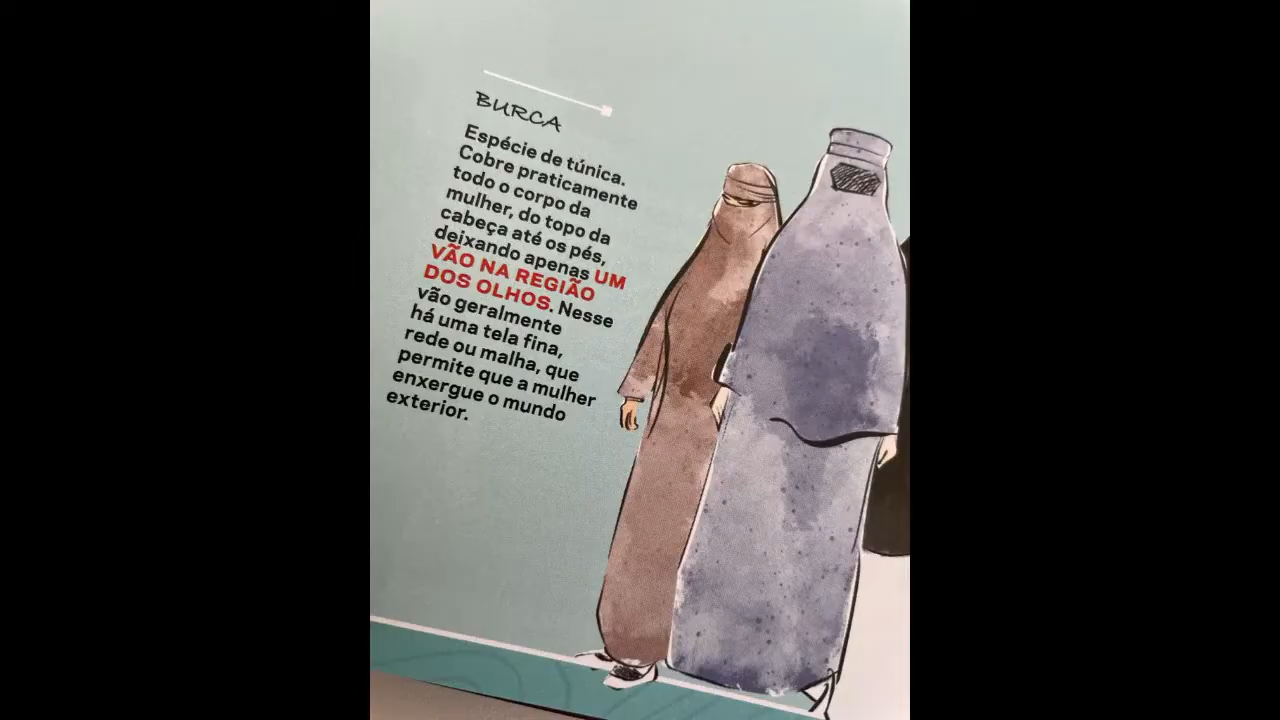 BURCA
Espécie de túnica.
Cobre praticamente
todo o corpo da
mulher, do topo da
cabeça até os pés,
deixando apenas UM
VÃO NA REGIÃO
DOS OLHOS. Nesse
vão geralmente
há uma tela fina,
rede ou malha, que
permite que a mulher
enxergue o mundo
exterior.